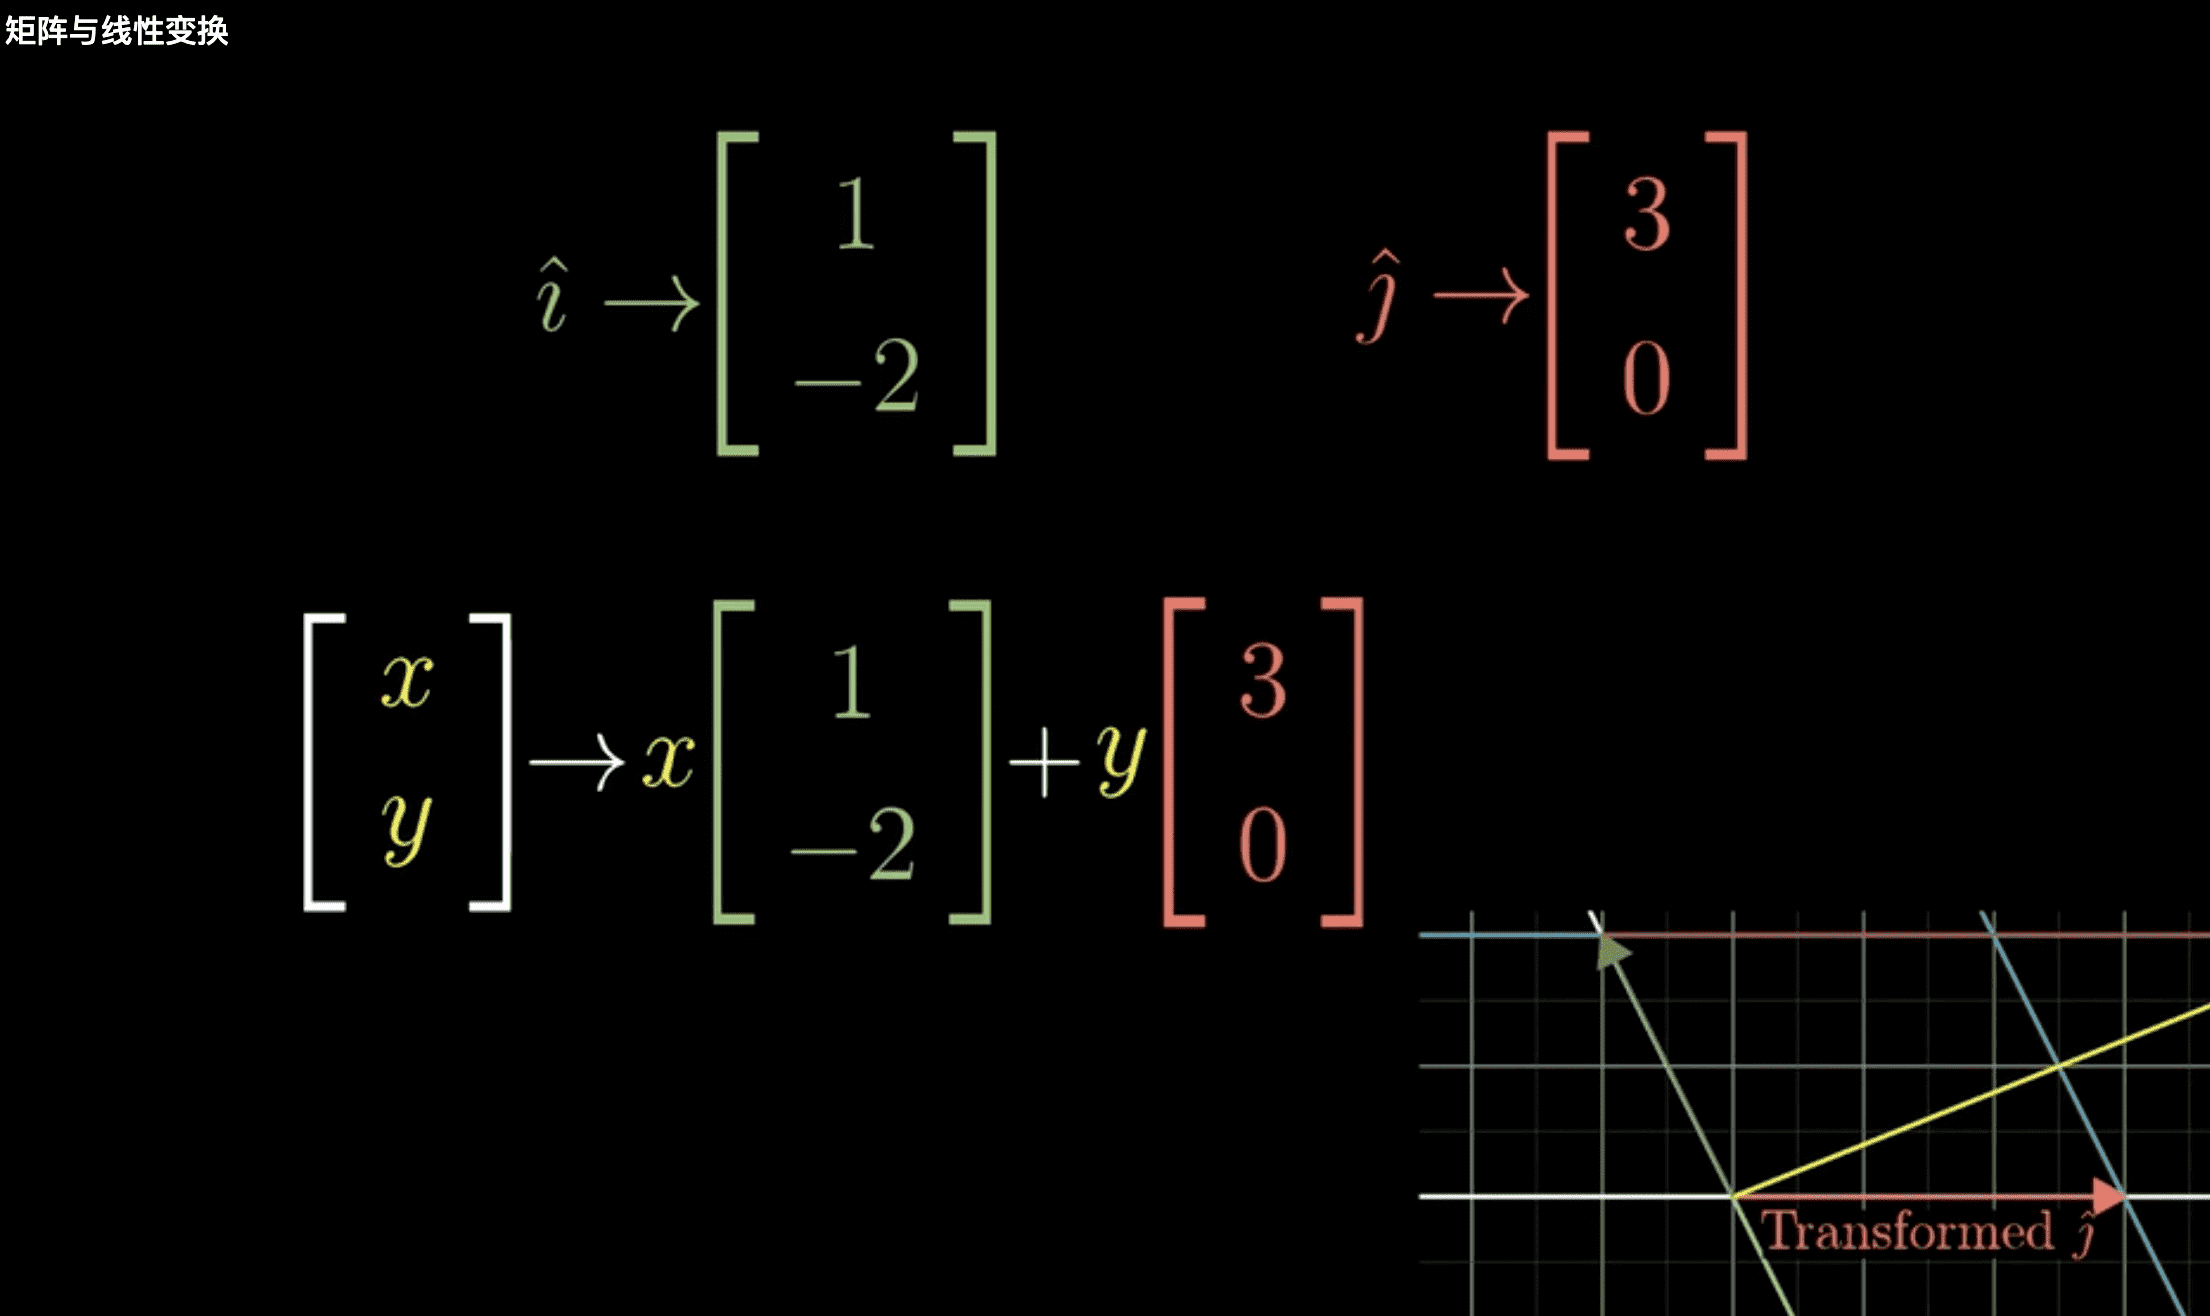 矩阵与线性变换
î → [ 1 -2 ] ĵ → [ 3 0 ]
[ x y ] → x [ 1 -2 ] + y [ 3 0 ]
Transformed ĵ